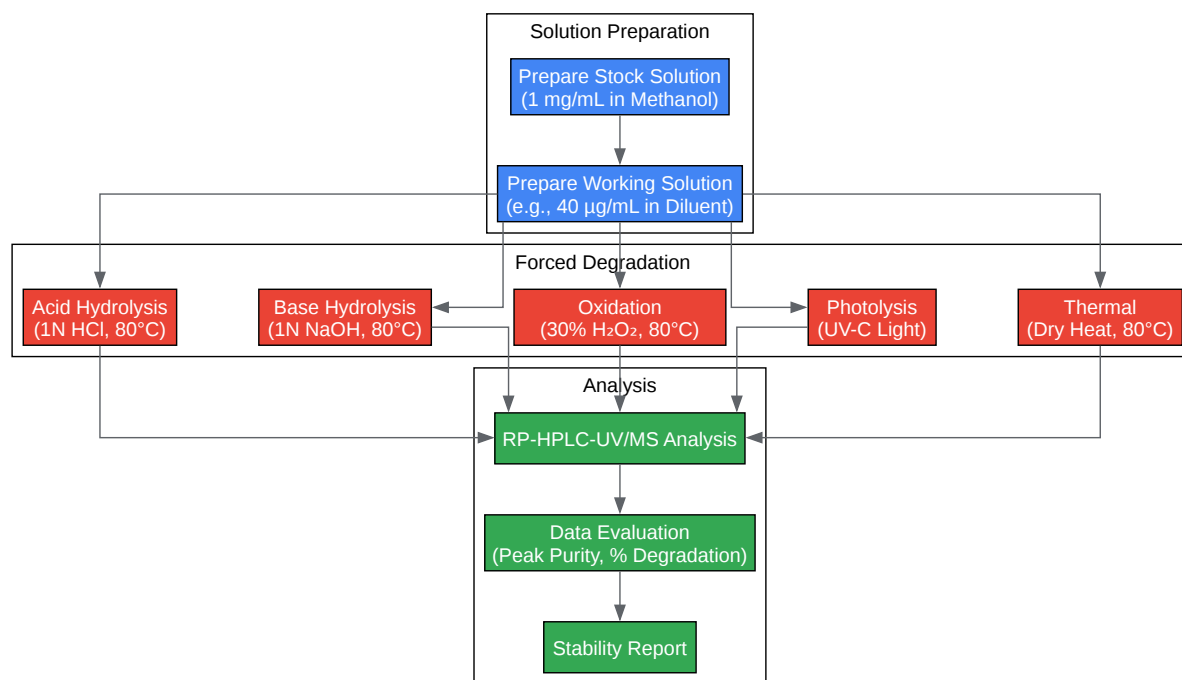 Solution Preparation
Prepare Stock Solution
(1 mg/mL in Methanol)
Prepare Working Solution
(e.g., 40 µg/mL in Diluent)
Forced Degradation
Acid Hydrolysis
(1N HCl, 80°C)
Base Hydrolysis
(1N NaOH, 80°C)
Oxidation
(30% H₂O₂, 80°C)
Photolysis
(UV-C Light)
Thermal
(Dry Heat, 80°C)
Analysis
RP-HPLC-UV/MS Analysis
Data Evaluation
(Peak Purity, % Degradation)
Stability Report